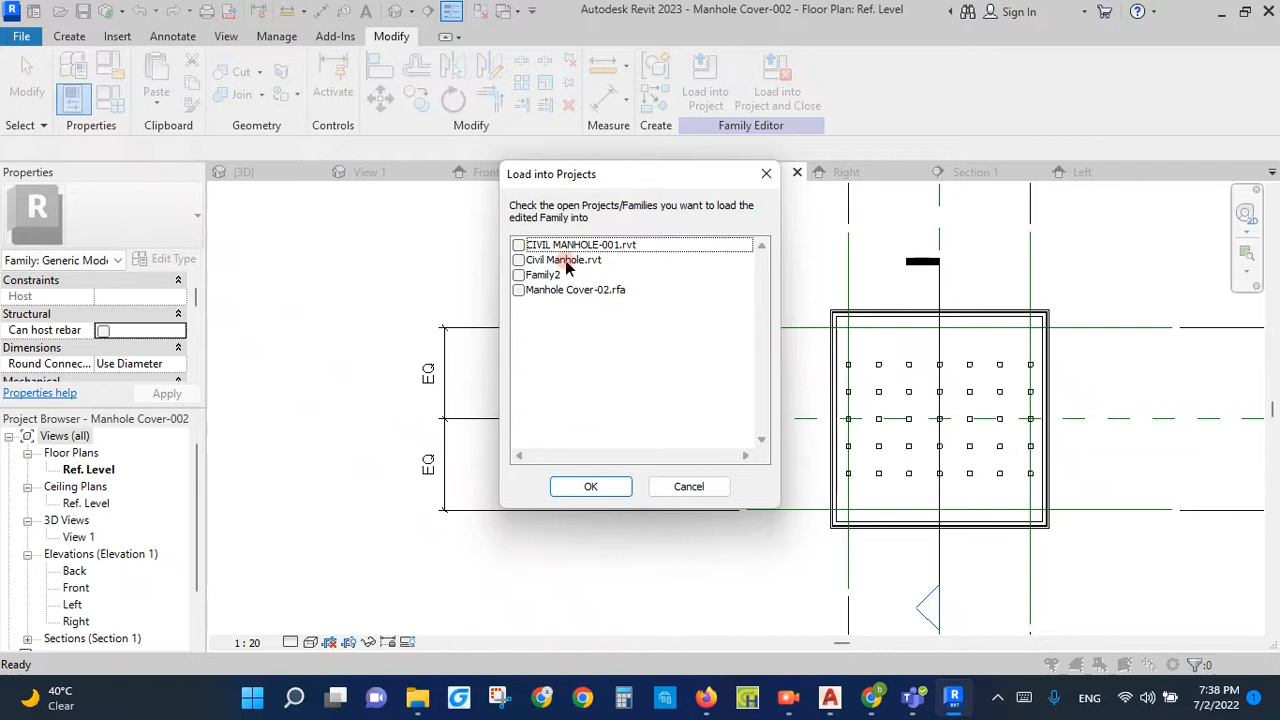 R Autodesk Revit 2023 - Manhole Cover-002 - Floor Plan: Ref. Level Sign In
File Create Insert Annotate View Manage Add-Ins Modify
Modify Paste Cut Join Activate Load into Project Load into Project and Close
Select Properties Clipboard Geometry Controls Modify Measure Create Family Editor
Properties
{3D} View 1 Front Right Section 1 Left
R
Family: Generic Mode Edit Type
Constraints
Host
Structural
Can host rebar
Dimensions
Round Connec... Use Diameter
Mechanical
Properties help Apply
Project Browser - Manhole Cover-002
Views (all)
Floor Plans
Ref. Level
Ceiling Plans
Ref. Level
3D Views
View 1
Elevations (Elevation 1)
Back
Front
Left
Right
Sections (Section 1)
Load into Projects
Check the open Projects/Families you want to load the
edited Family into
CIVIL MANHOLE-001.rvt
Civil Manhole.rvt
Family2
Manhole Cover-02.rfa
OK Cancel
EQ
EQ
1 : 20
Ready :0
40°C
Clear
ENG
7:38 PM
7/2/2022